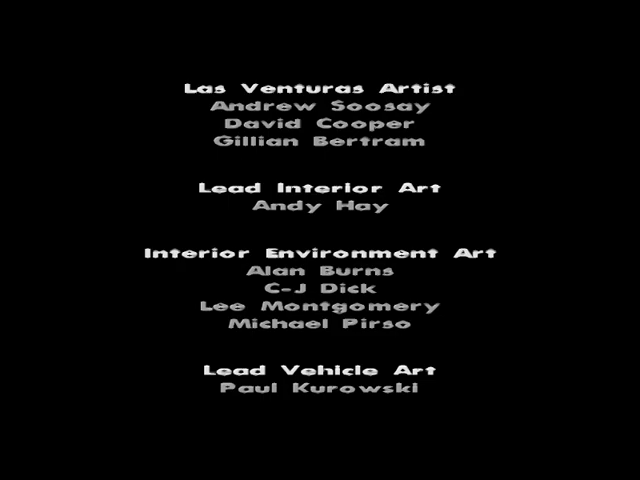 Las Venturas Artist
Andrew Soosay
David Cooper
Gillian Bertram
Lead Interior Art
Andy Hay
Interior Environment Art
Alan Burns
C-J Dick
Lee Montgomery
Michael Pirso
Lead Vehicle Art
Paul Kurowski